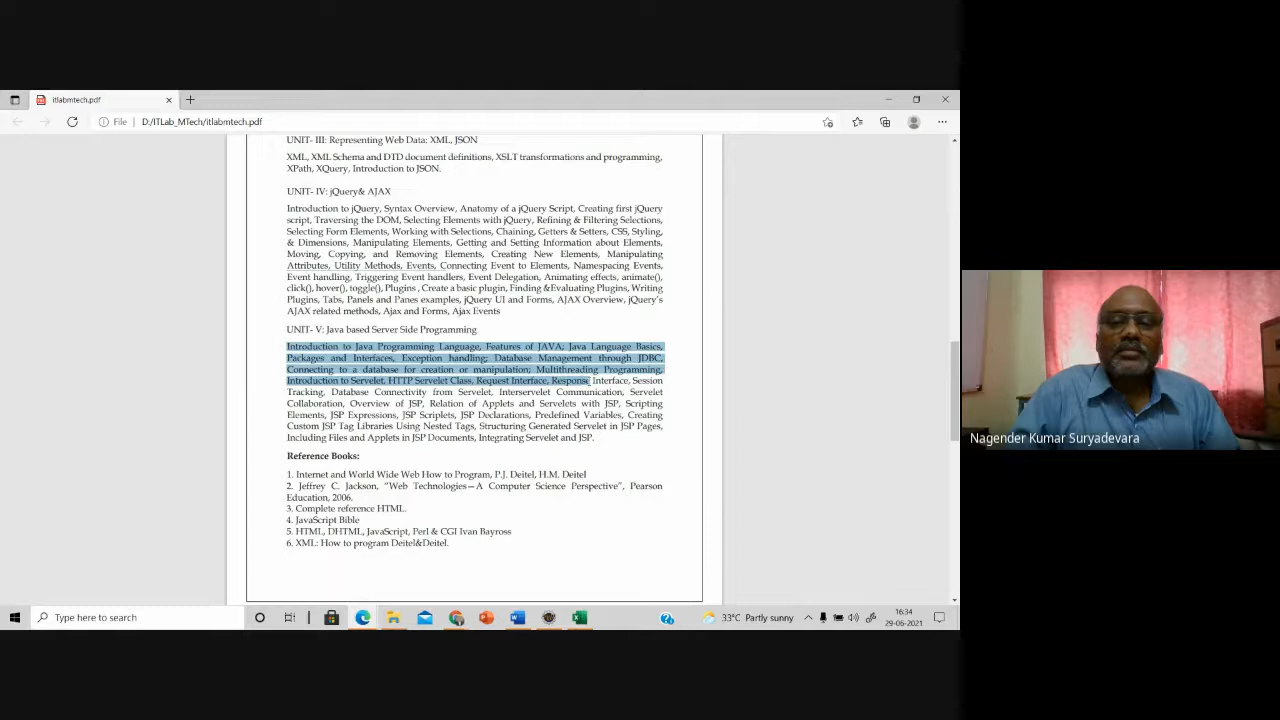 itlabmtech.pdf
File D:/ITLab_MTech/itlabmtech.pdf
UNIT- III: Representing Web Data: XML, JSON
XML, XML Schema and DTD document definitions, XSLT transformations and programming,
XPath, XQuery, Introduction to JSON.
UNIT- IV: jQuery& AJAX
Introduction to jQuery, Syntax Overview, Anatomy of a jQuery Script, Creating first jQuery
script, Traversing the DOM, Selecting Elements with jQuery, Refining & Filtering Selections,
Selecting Form Elements, Working with Selections, Chaining, Getters & Setters, CSS, Styling,
& Dimensions, Manipulating Elements, Getting and Setting Information about Elements,
Moving, Copying, and Removing Elements, Creating New Elements, Manipulating
Attributes, Utility Methods, Events, Connecting Event to Elements, Namespacing Events,
Event handling, Triggering Event handlers, Event Delegation, Animating effects, animate(),
click(), hover(), toggle(), Plugins , Create a basic plugin, Finding &Evaluating Plugins, Writing
Plugins, Tabs, Panels and Panes examples, jQuery UI and Forms, AJAX Overview, jQuery's
AJAX related methods, Ajax and Forms, Ajax Events
UNIT- V: Java based Server Side Programming
Introduction to Java Programming Language, Features of JAVA; Java Language Basics,
Packages and Interfaces, Exception handling; Database Management through JDBC,
Connecting to a database for creation or manipulation; Multithreading Programming,
Introduction to Servelet, HTTP Servelet Class, Request Interface, Response Interface, Session
Tracking, Database Connectivity from Servelet, Interservelet Communication, Servelet
Collaboration, Overview of JSP, Relation of Applets and Servelets with JSP, Scripting
Elements, JSP Expressions, JSP Scriplets, JSP Declarations, Predefined Variables, Creating
Custom JSP Tag Libraries Using Nested Tags, Structuring Generated Servelet in JSP Pages,
Including Files and Applets in JSP Documents, Integrating Servelet and JSP.
Reference Books:
1. Internet and World Wide Web How to Program, P.J. Deitel, H.M. Deitel
2. Jeffrey C. Jackson, "Web Technologies—A Computer Science Perspective", Pearson
Education, 2006.
3. Complete reference HTML.
4. JavaScript Bible
5. HTML, DHTML, JavaScript, Perl & CGI Ivan Bayross
6. XML: How to program Deitel&Deitel.
Nagender Kumar Suryadevara
Type here to search
33°C Partly sunny
16:34
29-06-2021